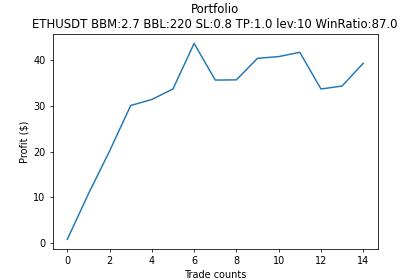 Portfolio
ETHUSDT BBM:2.7 BBL:220 SL:0.8 TP:1.0 lev:10 WinRatio:87.0
40
30
20
10
0
Profit ($)
0 2 4 6 8 10 12 14
Trade counts